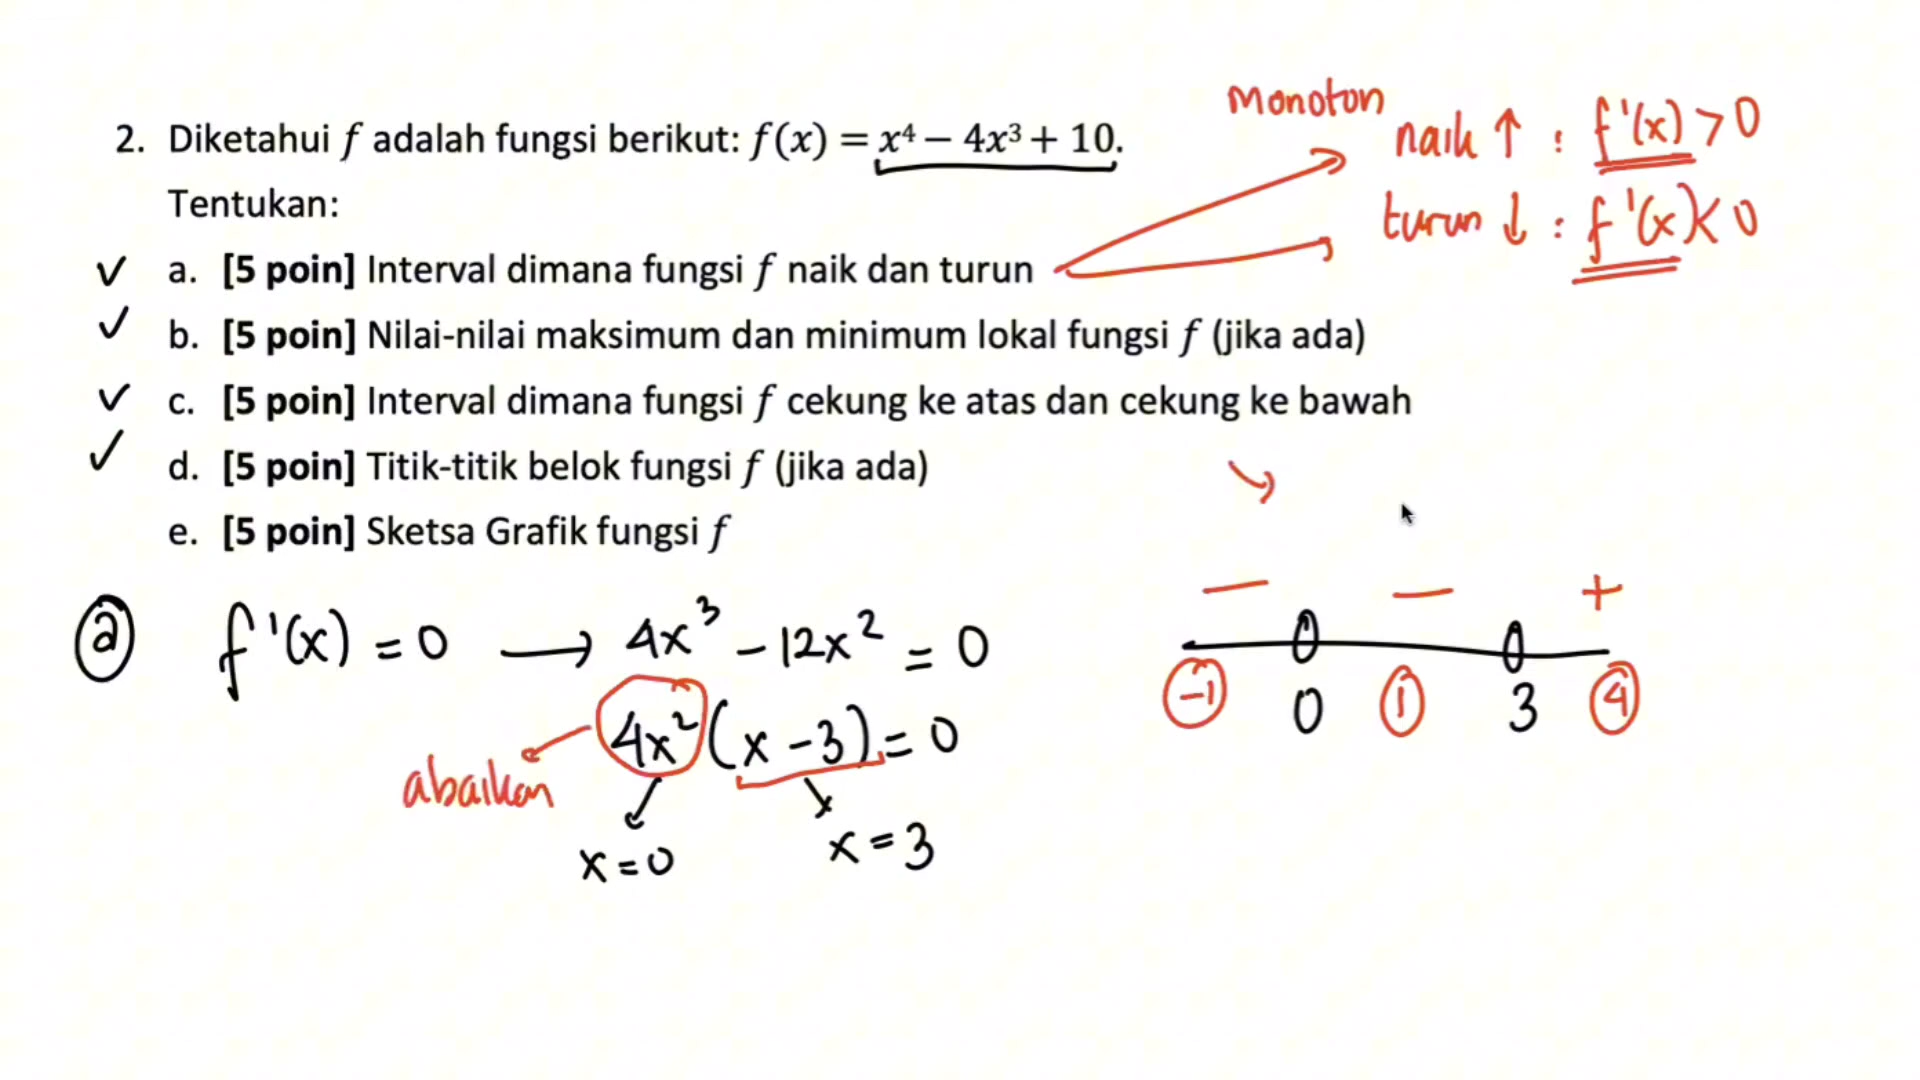 2. Diketahui f adalah fungsi berikut: f(x) = x⁴ − 4x³ + 10.
Tentukan:
a. [5 poin] Interval dimana fungsi f naik dan turun
b. [5 poin] Nilai-nilai maksimum dan minimum lokal fungsi f (jika ada)
c. [5 poin] Interval dimana fungsi f cekung ke atas dan cekung ke bawah
d. [5 poin] Titik-titik belok fungsi f (jika ada)
e. [5 poin] Sketsa Grafik fungsi f
Monoton
naik ↑ : f'(x) > 0
turun ↓ : f'(x) < 0
a f'(x) = 0 → 4x³ − 12x² = 0
4x² (x − 3) = 0
abaikan
x = 0 x = 3
− − +
−1 0 1 3 4